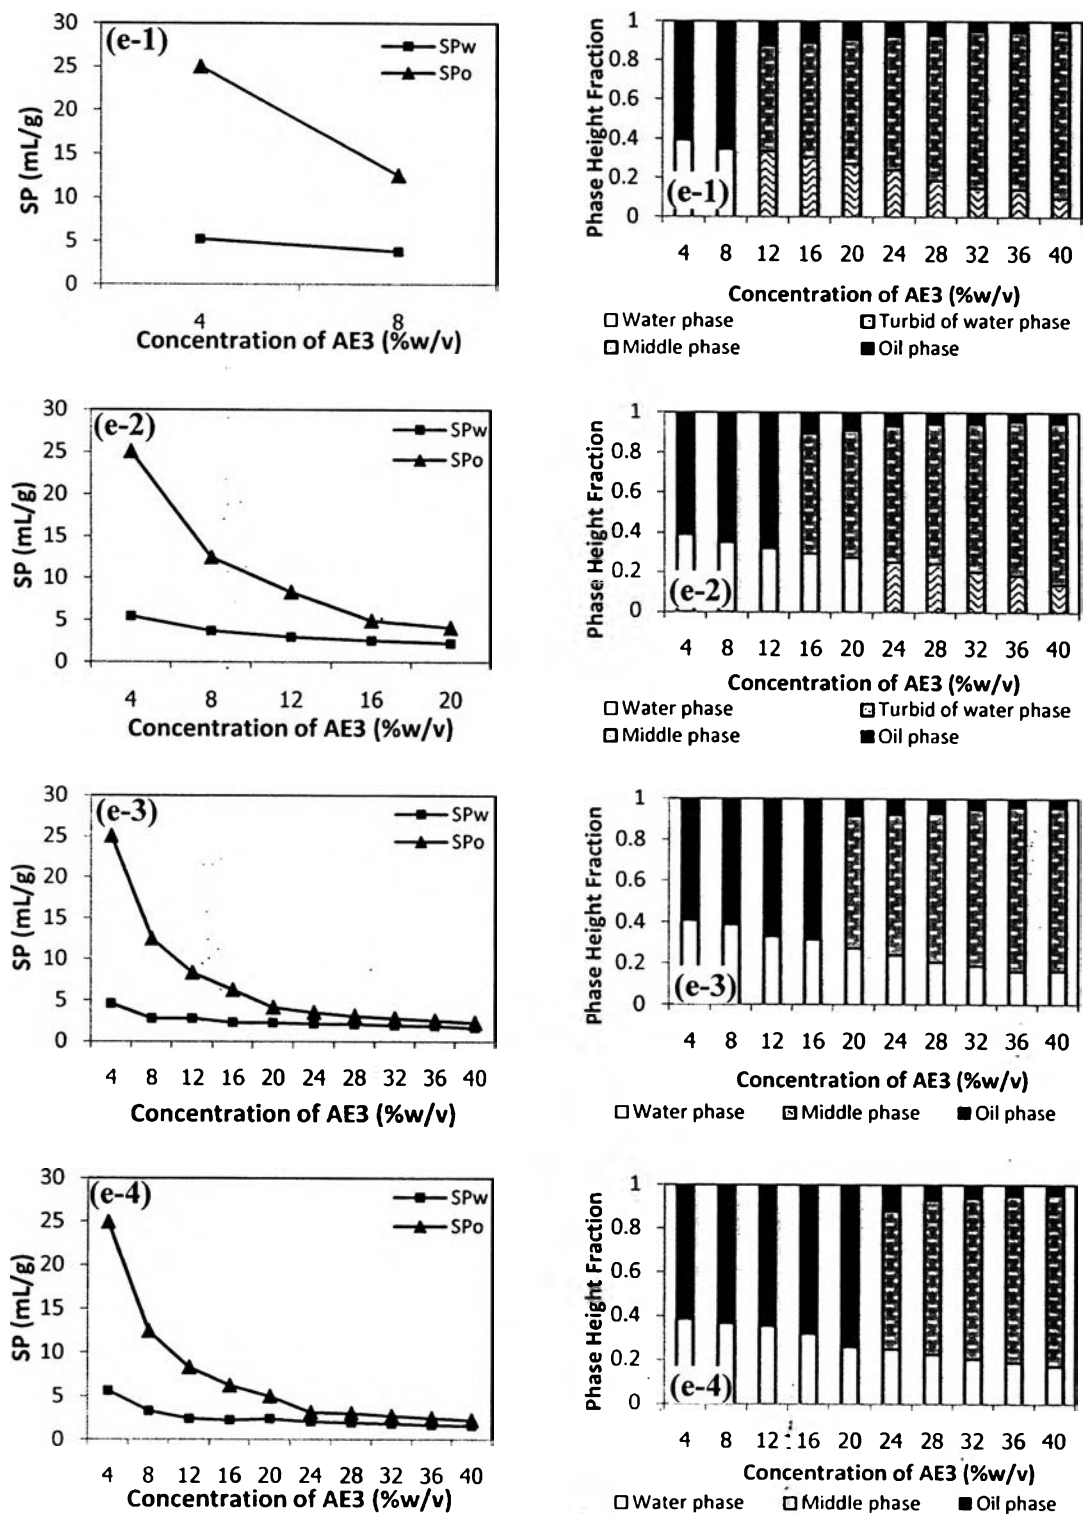 30
25
20
15
10
5
0
SP (mL/g)
(e-1)
SPw
SPo
4 8
Concentration of AE3 (%w/v)
1
0.8
0.6
0.4
0.2
0
Phase Height Fraction
(e-1)
4 8 12 16 20 24 28 32 36 40
Concentration of AE3 (%w/v)
Water phase Turbid of water phase
Middle phase Oil phase
30
25
20
15
10
5
0
SP (mL/g)
(e-2)
SPw
SPo
4 8 12 16 20
Concentration of AE3 (%w/v)
1
0.8
0.6
0.4
0.2
0
Phase Height Fraction
(e-2)
4 8 12 16 20 24 28 32 36 40
Concentration of AE3 (%w/v)
Water phase Turbid of water phase
Middle phase Oil phase
30
25
20
15
10
5
0
SP (mL/g)
(e-3)
SPw
SPo
4 8 12 16 20 24 28 32 36 40
Concentration of AE3 (%w/v)
1
0.8
0.6
0.4
0.2
0
Phase Height Fraction
(e-3)
4 8 12 16 20 24 28 32 36 40
Concentration of AE3 (%w/v)
Water phase Middle phase Oil phase
30
25
20
15
10
5
0
SP (mL/g)
(e-4)
SPw
SPo
4 8 12 16 20 24 28 32 36 40
Concentration of AE3 (%w/v)
1
0.8
0.6
0.4
0.2
0
Phase Height Fraction
(e-4)
4 8 12 16 20 24 28 32 36 40
Concentration of AE3 (%w/v)
Water phase Middle phase Oil phase